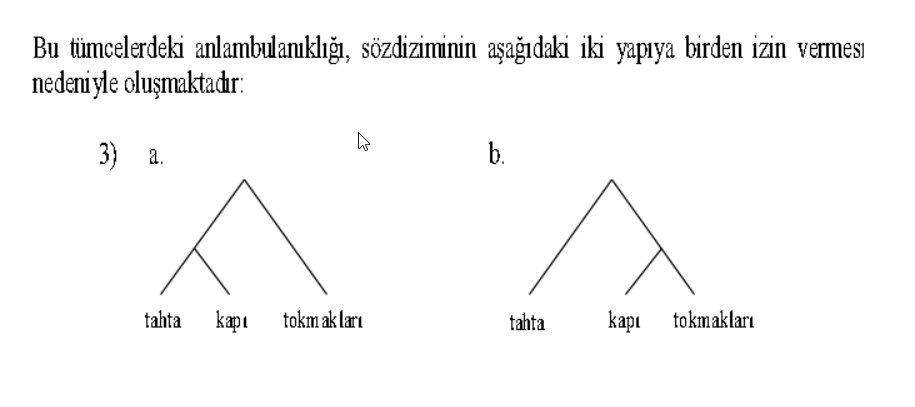 Bu tümcelerdeki anlambulanıklığı, sözdiziminin aşağıdaki iki yapıya birden izin vermesi
nedeniyle oluşmaktadır:
3) a. b.
tahta kapı tokmakları tahta kapı tokmakları